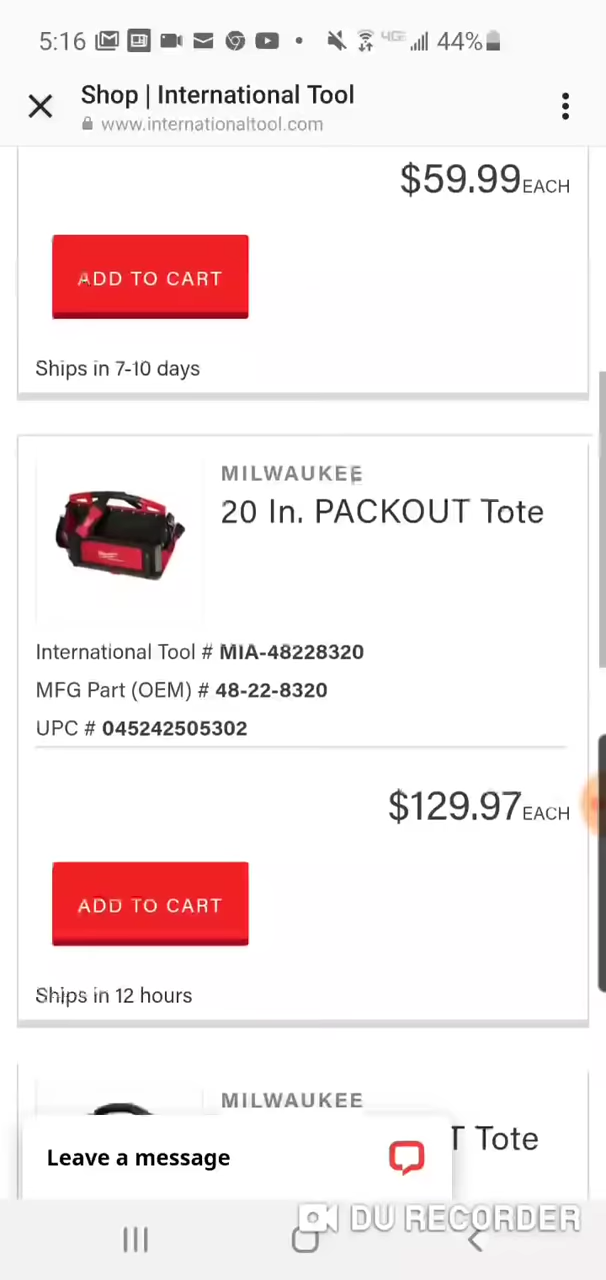 5:16 4G 44%
Shop | International Tool
www.internationaltool.com
$59.99EACH
ADD TO CART
Ships in 7-10 days
MILWAUKEE
20 In. PACKOUT Tote
International Tool # MIA-48228320
MFG Part (OEM) # 48-22-8320
UPC # 045242505302
$129.97EACH
ADD TO CART
Ships in 12 hours
MILWAUKEE
T Tote
Leave a message
DU RECORDER